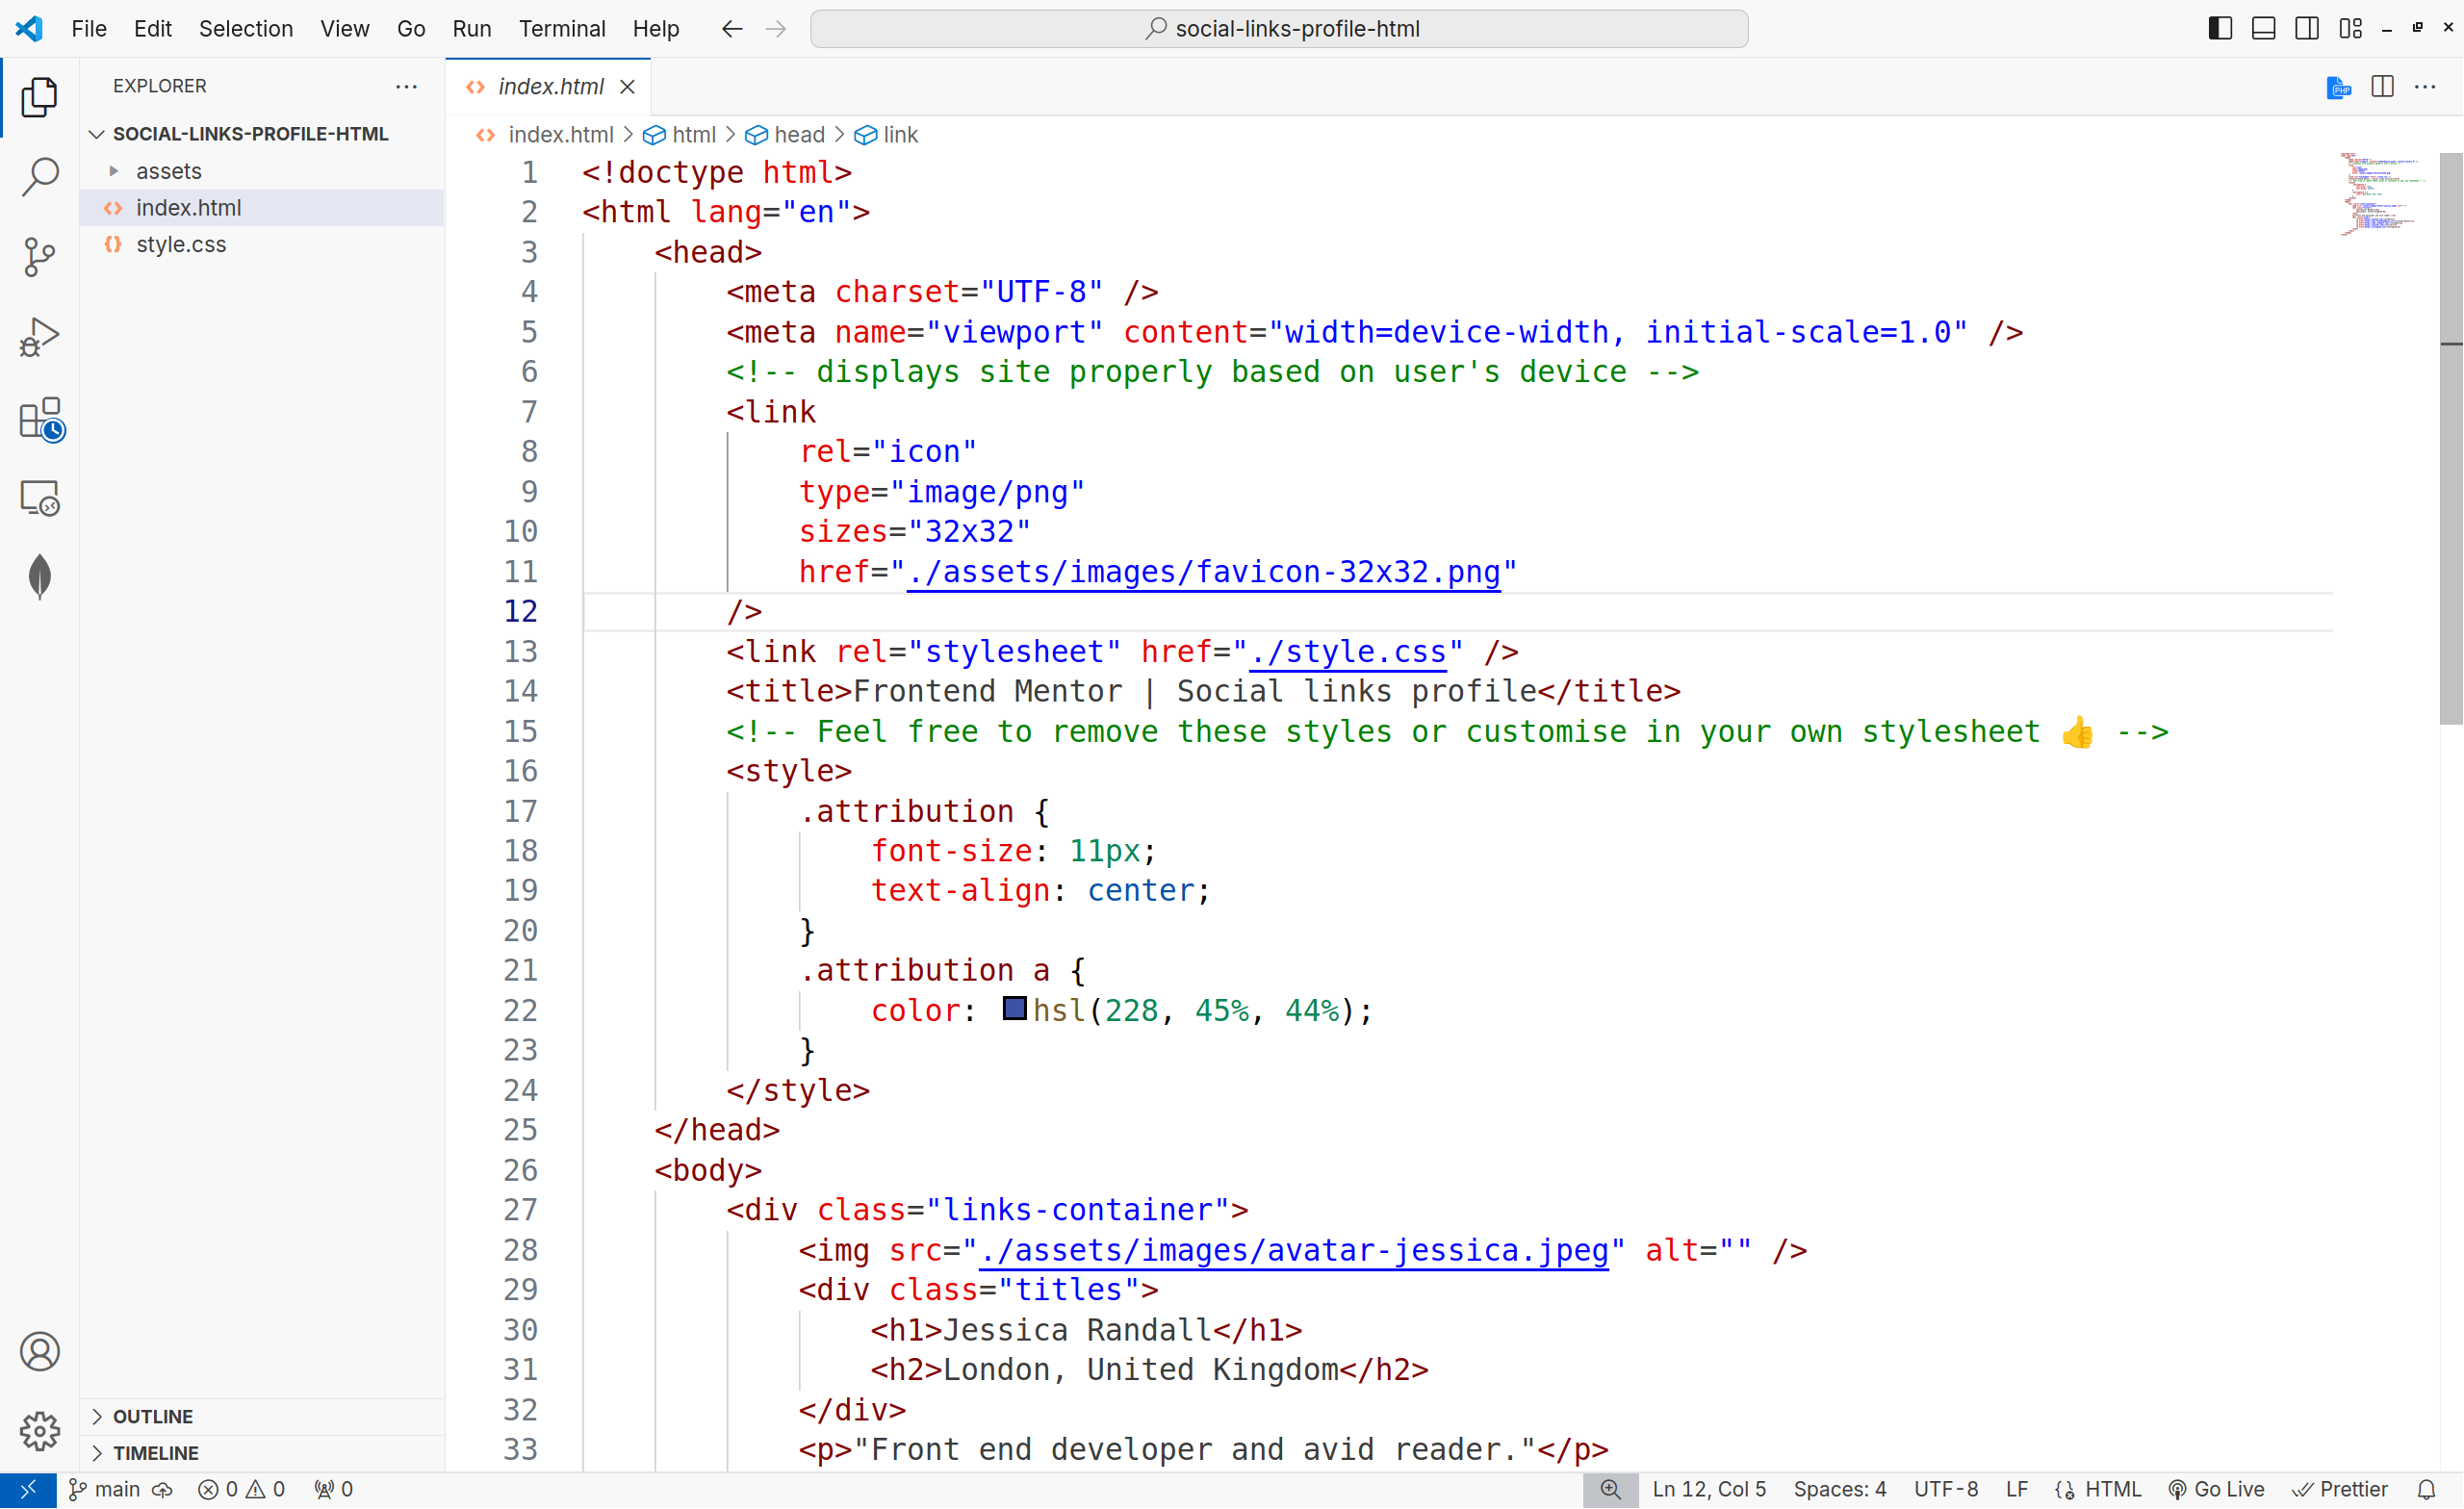 File Edit Selection View Go Run Terminal Help social-links-profile-html
EXPLORER
SOCIAL-LINKS-PROFILE-HTML
assets
index.html
style.css
OUTLINE
TIMELINE
index.html
PHP
index.html html head link
1 <!doctype html>
2 <html lang="en">
3 <head>
4 <meta charset="UTF-8" />
5 <meta name="viewport" content="width=device-width, initial-scale=1.0" />
6 <!-- displays site properly based on user's device -->
7 <link
8 rel="icon"
9 type="image/png"
10 sizes="32x32"
11 href="./assets/images/favicon-32x32.png"
12 />
13 <link rel="stylesheet" href="./style.css" />
14 <title>Frontend Mentor | Social links profile</title>
15 <!-- Feel free to remove these styles or customise in your own stylesheet 👍 -->
16 <style>
17 .attribution {
18 font-size: 11px;
19 text-align: center;
20 }
21 .attribution a {
22 color: hsl(228, 45%, 44%);
23 }
24 </style>
25 </head>
26 <body>
27 <div class="links-container">
28 <img src="./assets/images/avatar-jessica.jpeg" alt="" />
29 <div class="titles">
30 <h1>Jessica Randall</h1>
31 <h2>London, United Kingdom</h2>
32 </div>
33 <p>"Front end developer and avid reader."</p>
main 0 0 0 Ln 12, Col 5 Spaces: 4 UTF-8 LF HTML Go Live Prettier